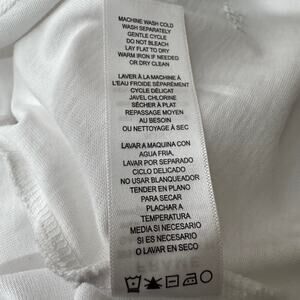 MACHINE WASH COLD
WASH SEPARATELY
GENTLE CYCLE
DO NOT BLEACH
LAY FLAT TO DRY
WARM IRON IF NEEDED
OR DRY CLEAN
LAVER À LA MACHINE À
L'EAU FROIDE SÉPARÉMENT
CYCLE DÉLICAT
JAVEL CHLORINE
SÉCHER À PLAT
REPASSAGE MOYEN
AU BESOIN
OU NETTOYAGE À SEC
LAVAR A MAQUINA CON
AGUA FRIA,
LAVAR POR SEPARADO
CICLO DELICADO
NO USAR BLANQUEADOR
TENDER EN PLANO
PARA SECAR
PLACHAR A
TEMPERATURA
MEDIA SI NECESARIO
SI ES NECESARIO
O LAVAR EN SECO